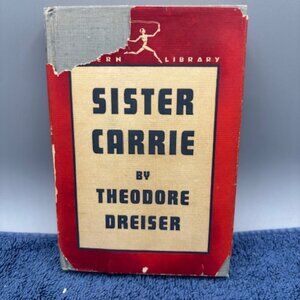 ERN LIBRARY
SISTER
CARRIE
BY
THEODORE
DREISER